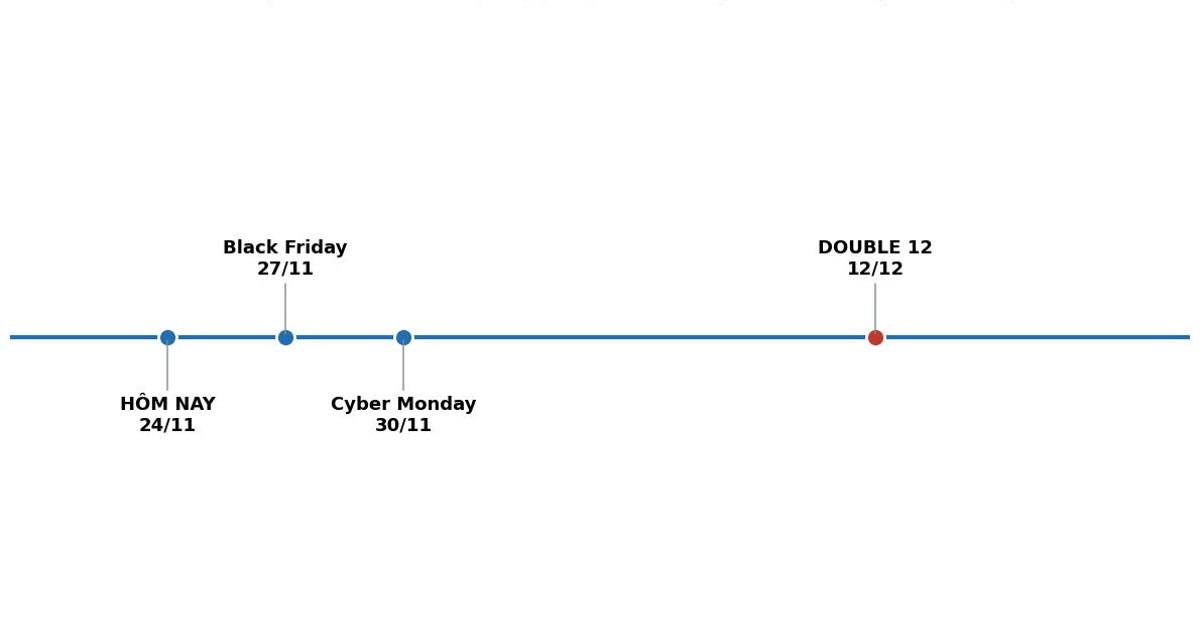 Black Friday
27/11
DOUBLE 12
12/12
HÔM NAY
24/11
Cyber Monday
30/11